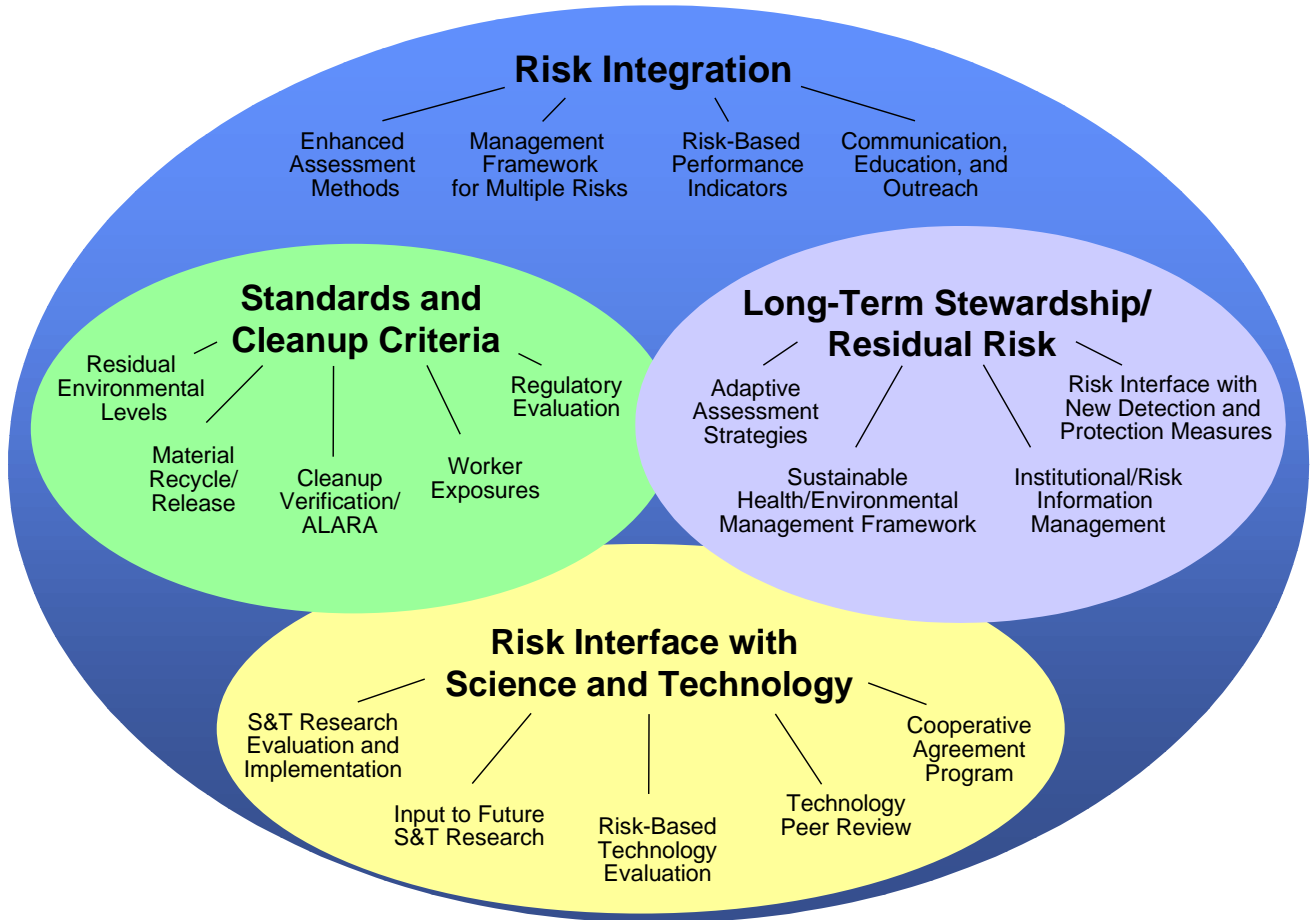 Risk Integration
Enhanced
Assessment
Methods
Management
Framework
for Multiple Risks
Risk-Based
Performance
Indicators
Communication,
Education, and
Outreach
Standards and
Cleanup Criteria
Residual
Environmental
Levels
Material
Recycle/
Release
Cleanup
Verification/
ALARA
Worker
Exposures
Regulatory
Evaluation
Long-Term Stewardship/
Residual Risk
Adaptive
Assessment
Strategies
Sustainable
Health/Environmental
Management Framework
Institutional/Risk
Information
Management
Risk Interface with
New Detection and
Protection Measures
Risk Interface with
Science and Technology
S&T Research
Evaluation and
Implementation
Input to Future
S&T Research
Risk-Based
Technology
Evaluation
Technology
Peer Review
Cooperative
Agreement
Program